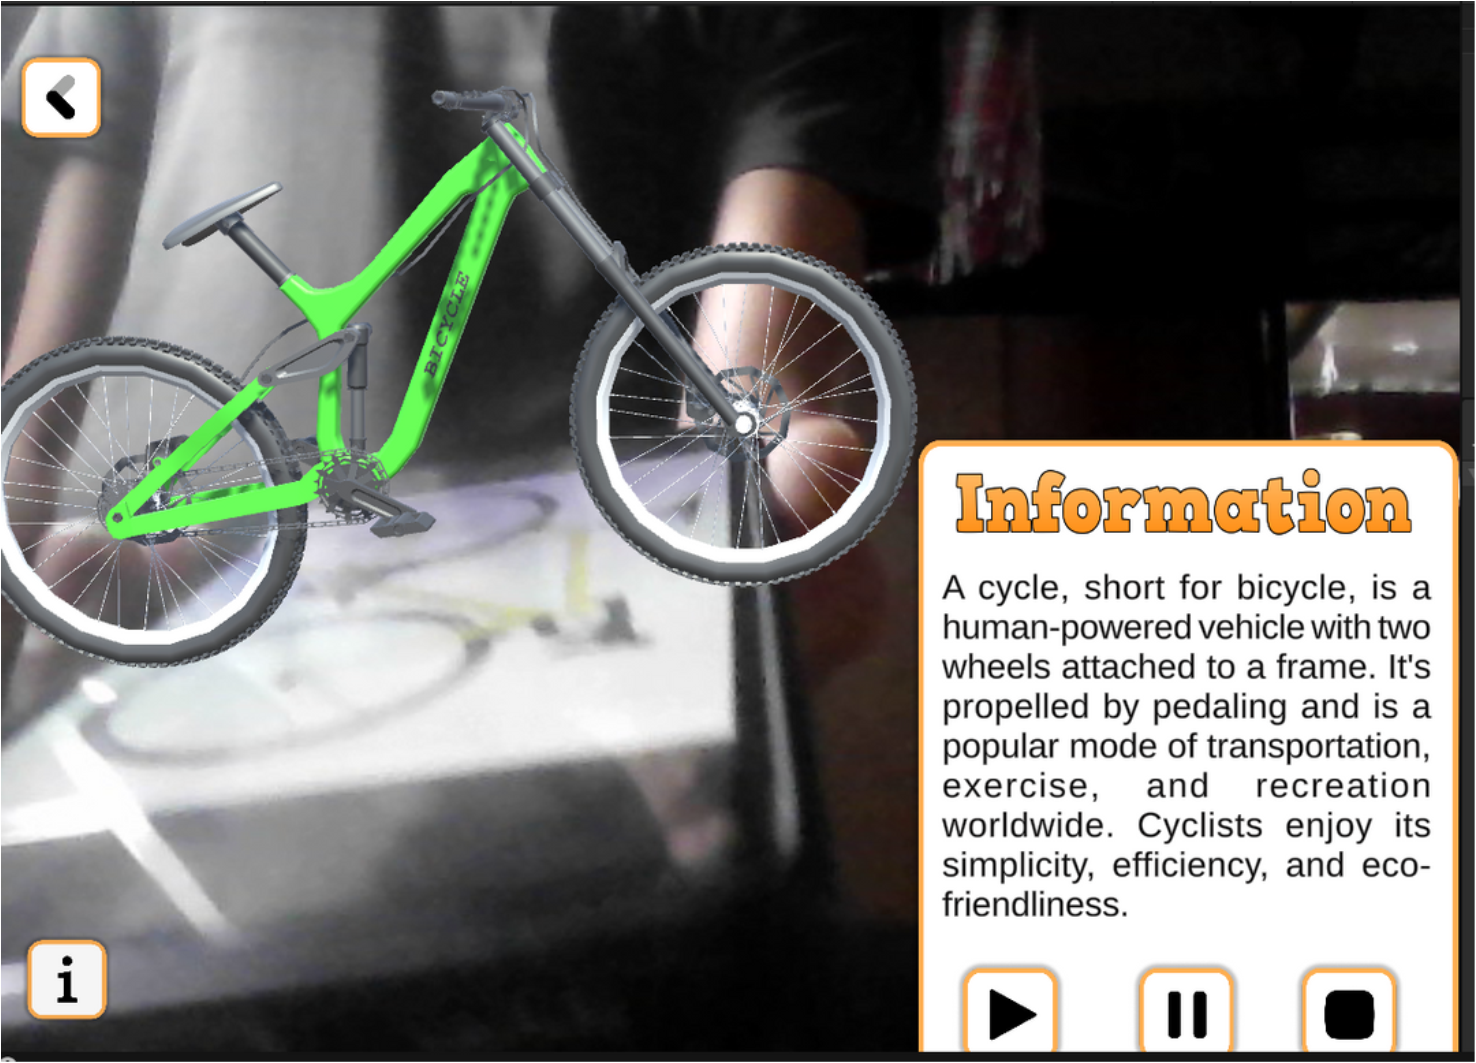 BICYCLE
Information
A cycle, short for bicycle, is a
human-powered vehicle with two
wheels attached to a frame. It's
propelled by pedaling and is a
popular mode of transportation,
exercise, and recreation
worldwide. Cyclists enjoy its
simplicity, efficiency, and eco-
friendliness.
i